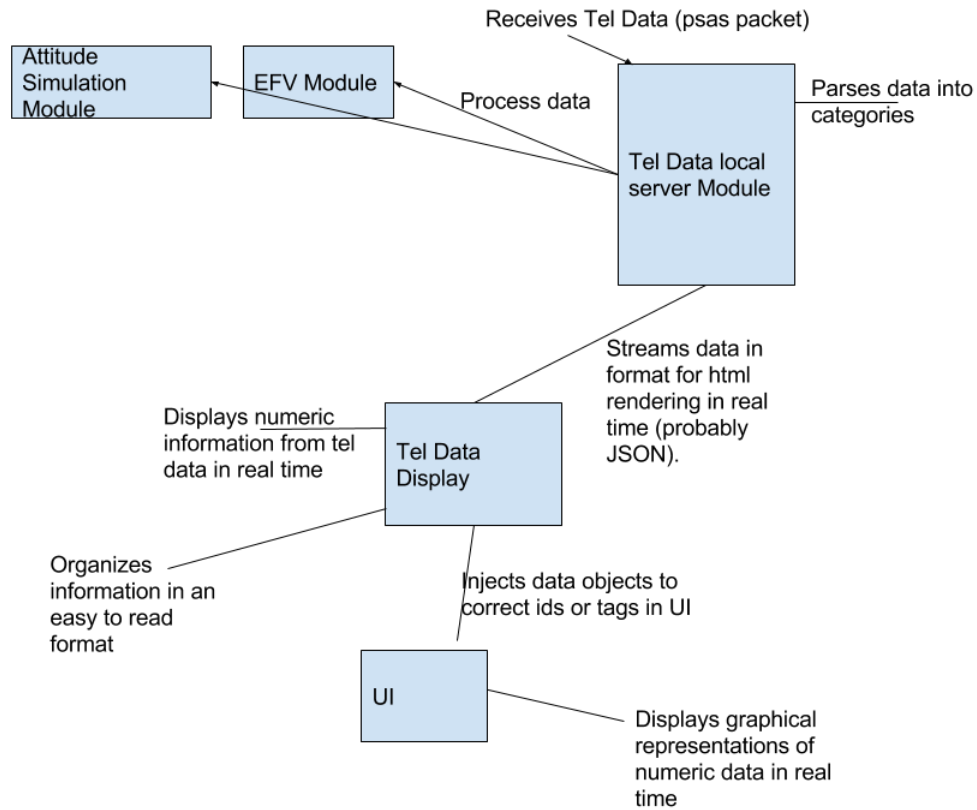 Receives Tel Data (psas packet)
Attitude
Simulation
Module
EFV Module
Process data
Parses data into
categories
Tel Data local
server Module
Streams data in
format for html
rendering in real
time (probably
JSON).
Displays numeric
information from tel
data in real time
Tel Data
Display
Organizes
information in an
easy to read
format
Injects data objects to
correct ids or tags in UI
UI
Displays graphical
representations of
numeric data in real
time